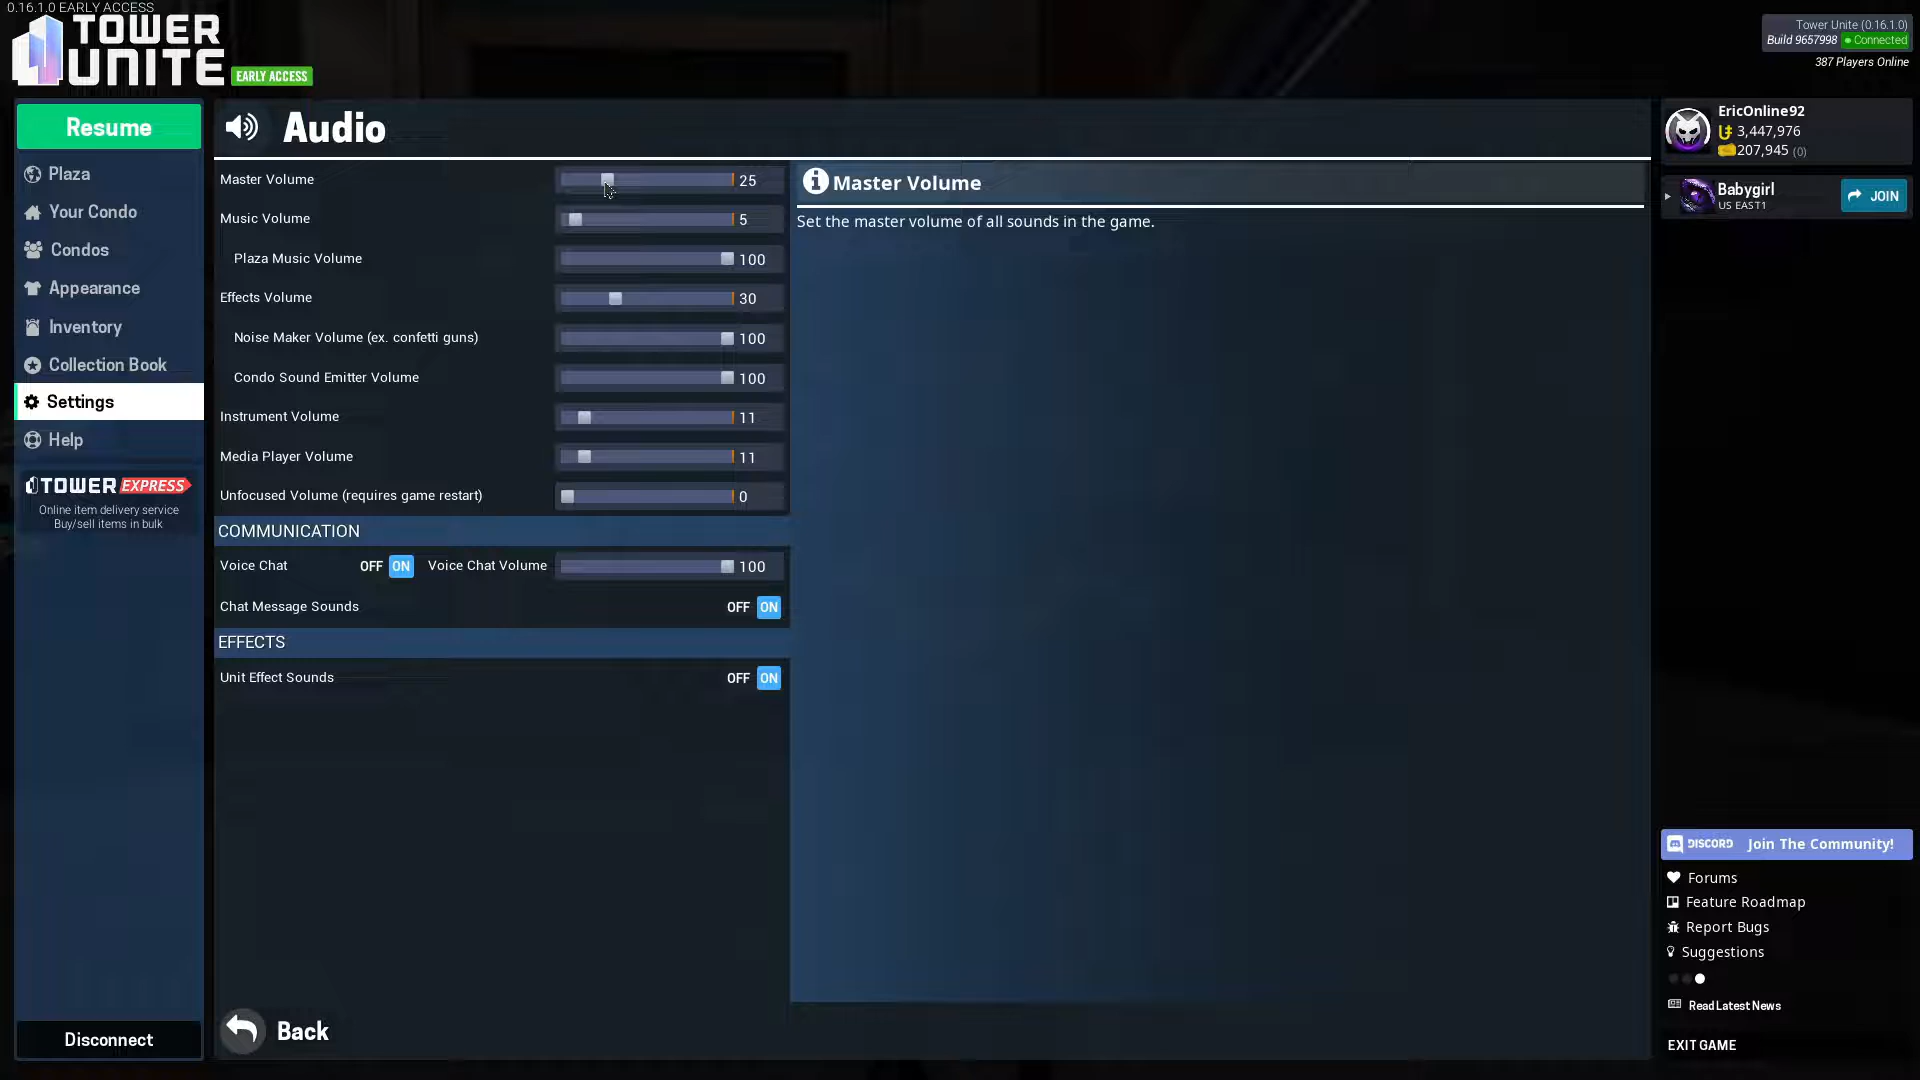 0.16.1.0 EARLY ACCESS
TOWER
UNITE
EARLY ACCESS
Tower Unite (0.16.1.0)
Build 9657998 Connected
387 Players Online
Resume
Plaza
Your Condo
Condos
Appearance
Inventory
Collection Book
Settings
Help
TOWER EXPRESS
Online item delivery service
Buy/sell items in bulk
Disconnect
Audio
Master Volume 25
Music Volume 5
Plaza Music Volume 100
Effects Volume 30
Noise Maker Volume (ex. confetti guns) 100
Condo Sound Emitter Volume 100
Instrument Volume 11
Media Player Volume 11
Unfocused Volume (requires game restart) 0
COMMUNICATION
Voice Chat OFF ON Voice Chat Volume 100
Chat Message Sounds OFF ON
EFFECTS
Unit Effect Sounds OFF ON
Back
Master Volume
Set the master volume of all sounds in the game.
EricOnline92
3,447,976
207,945 (0)
Babygirl
US EAST1
JOIN
DISCORD Join The Community!
Forums
Feature Roadmap
Report Bugs
Suggestions
Read Latest News
EXIT GAME